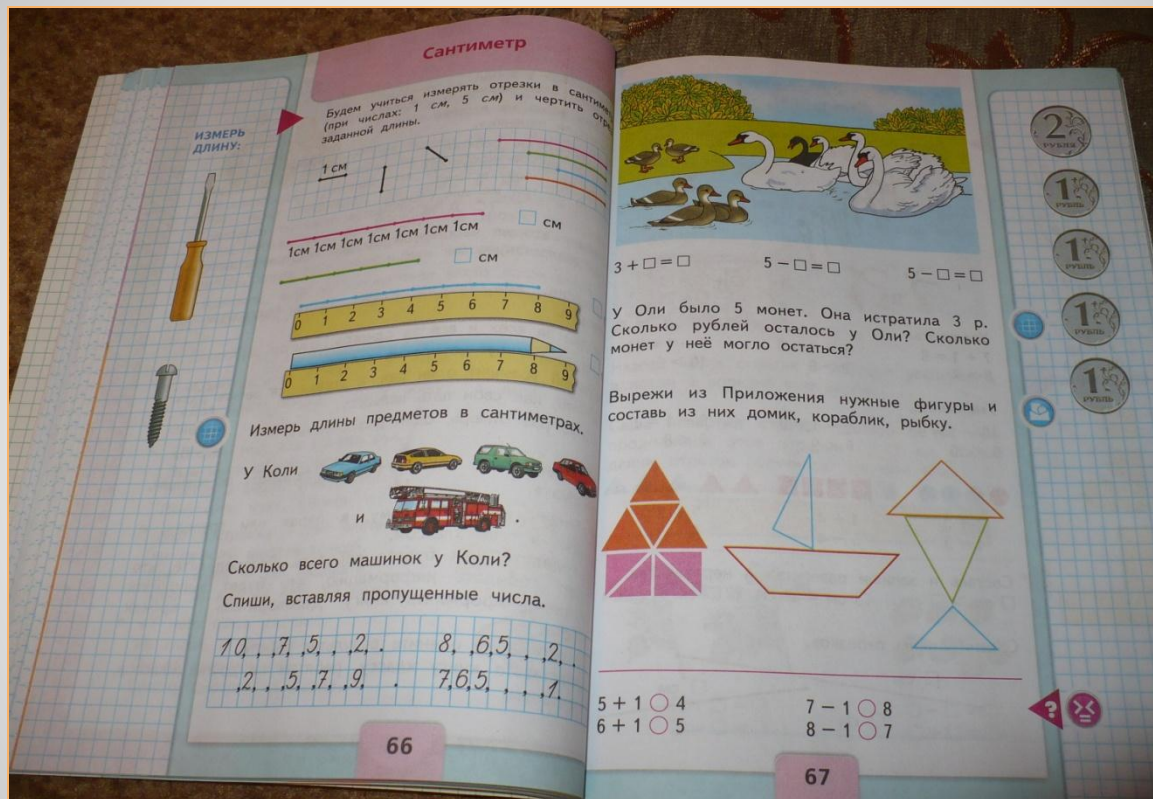 Сантиметр
Будем учиться измерять отрезки в
(при числах: 1 см, 5 см) и чертить
заданной длины.
ИЗМЕРЬ
ДЛИНУ:
1 см
1см 1см 1см 1см 1см 1см 1см
см
см
0 1 2 3 4 5 6 7 8 9
0 1 2 3 4 5 6 7 8 9
Измерь длины предметов в сантиметрах.
У Коли
и .
Сколько всего машинок у Коли?
Спиши, вставляя пропущенные числа.
10, , ,7, ,5, , ,2, . 8, ,6,5, , ,2, .
,2, , ,5, ,7, ,9, . 7,6,5, , , ,1.
66
3 + □ = □ 5 − □ = □ 5 − □ = □
У Оли было 5 монет. Она истратила 3 р.
Сколько рублей осталось у Оли? Сколько
монет у неё могло остаться?
Вырежи из Приложения нужные фигуры и
составь из них домик, кораблик, рыбку.
5 + 1 ○ 4 7 − 1 ○ 8
6 + 1 ○ 5 8 − 1 ○ 7
67
2
РУБЛЯ
1
РУБЛЬ
1
РУБЛЬ
1
РУБЛЬ
1
РУБЛЬ
?